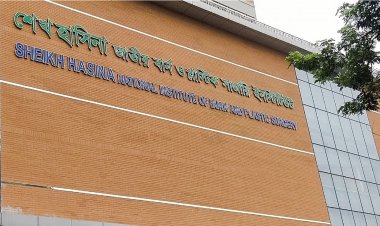 শেখ হাসিনা জাতীয় বার্ন ও প্লাস্টিক সার্জারি ইনস্টিটিউট
SHEIKH HASINA NATIONAL INSTITUTE OF BURN AND PLASTIC SURGERY